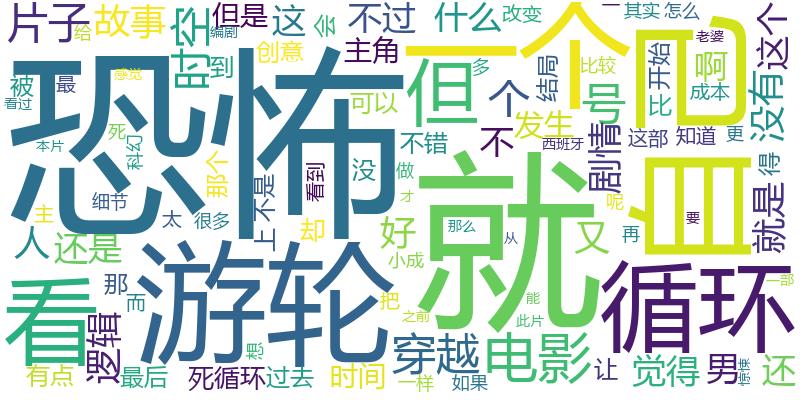 片子 故事 时空 但是 这 会 不过 什么 改变 一 其实 怎么
给 编剧 到 创意 主角 一个 老婆 这个
被 最 感觉 多 比较 啊 没有
看过 恐怖 但 个 结局 号 已 开始 比 成本
死 可以 发生 
本片 科幻 那个 没 不错 不 西班牙 剧情 这部 知道 更
主 细节 太 很多 上 不是 看到 做 就 呢 自 要 就是 得
人 还是 却 好 才 那么 又 再
那 而 游轮 小成 从 循环 一部
看 逻辑 想 把 之前 能 此片
有点 最后 死循环 过去 时间 穿越 一样 如果 电影 让 觉得 男 懊悔 还